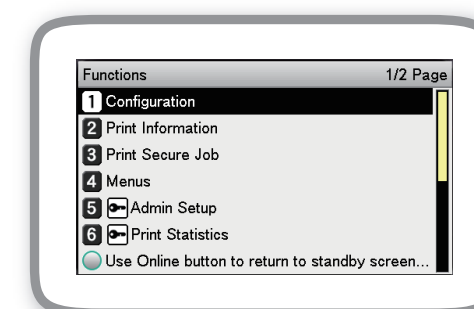 Functions 1/2 Page
1 Configuration
2 Print Information
3 Print Secure Job
4 Menus
5 Admin Setup
6 Print Statistics
Use Online button to return to standby screen...